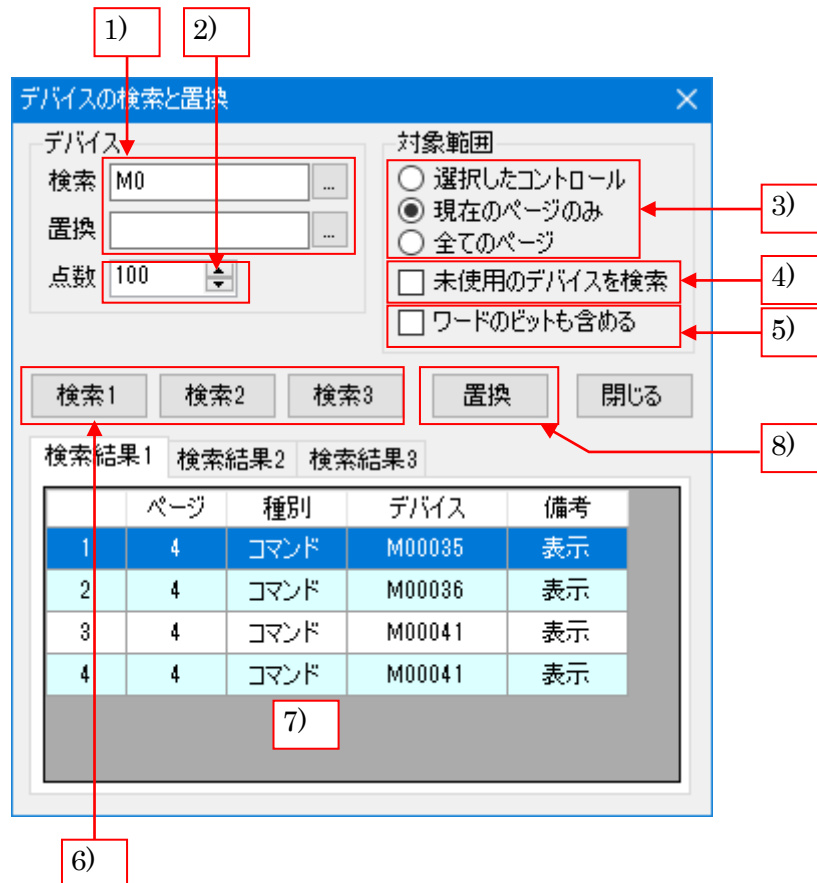 1)
2)
デバイスの検索と置換
デバイス
検索 M0 ...
置換 ...
点数 100
対象範囲
選択したコントロール
現在のページのみ
全てのページ
未使用のデバイスを検索
ワードのビットも含める
3)
4)
5)
検索1 検索2 検索3 置換 閉じる
8)
検索結果1 検索結果2 検索結果3
ページ 種別 デバイス 備考
1 4 コマンド M00035 表示
2 4 コマンド M00036 表示
3 4 コマンド M00041 表示
4 4 コマンド M00041 表示
7)
6)